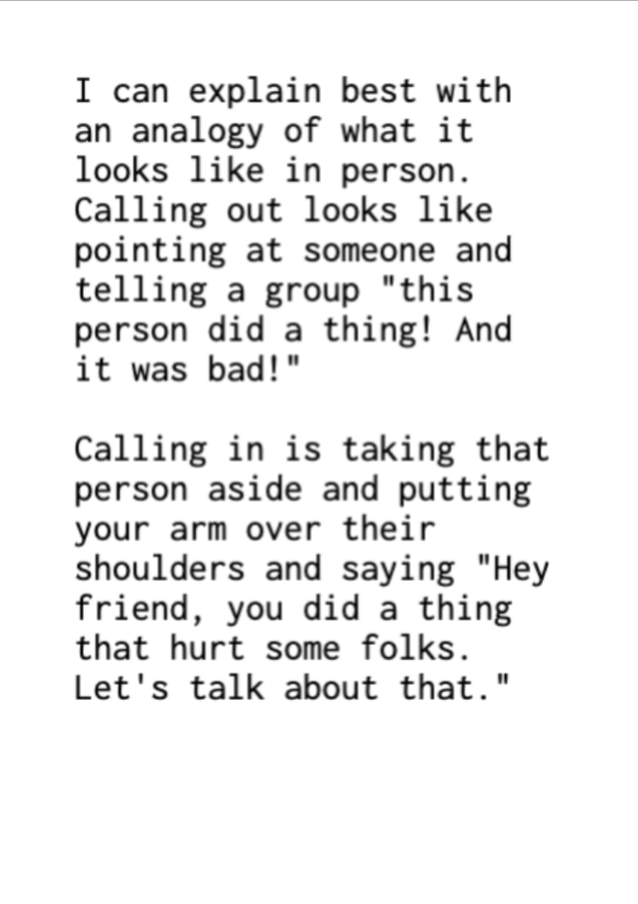 I can explain best with
an analogy of what it
looks like in person.
Calling out looks like
pointing at someone and
telling a group "this
person did a thing! And
it was bad!"
Calling in is taking that
person aside and putting
your arm over their
shoulders and saying "Hey
friend, you did a thing
that hurt some folks.
Let's talk about that."